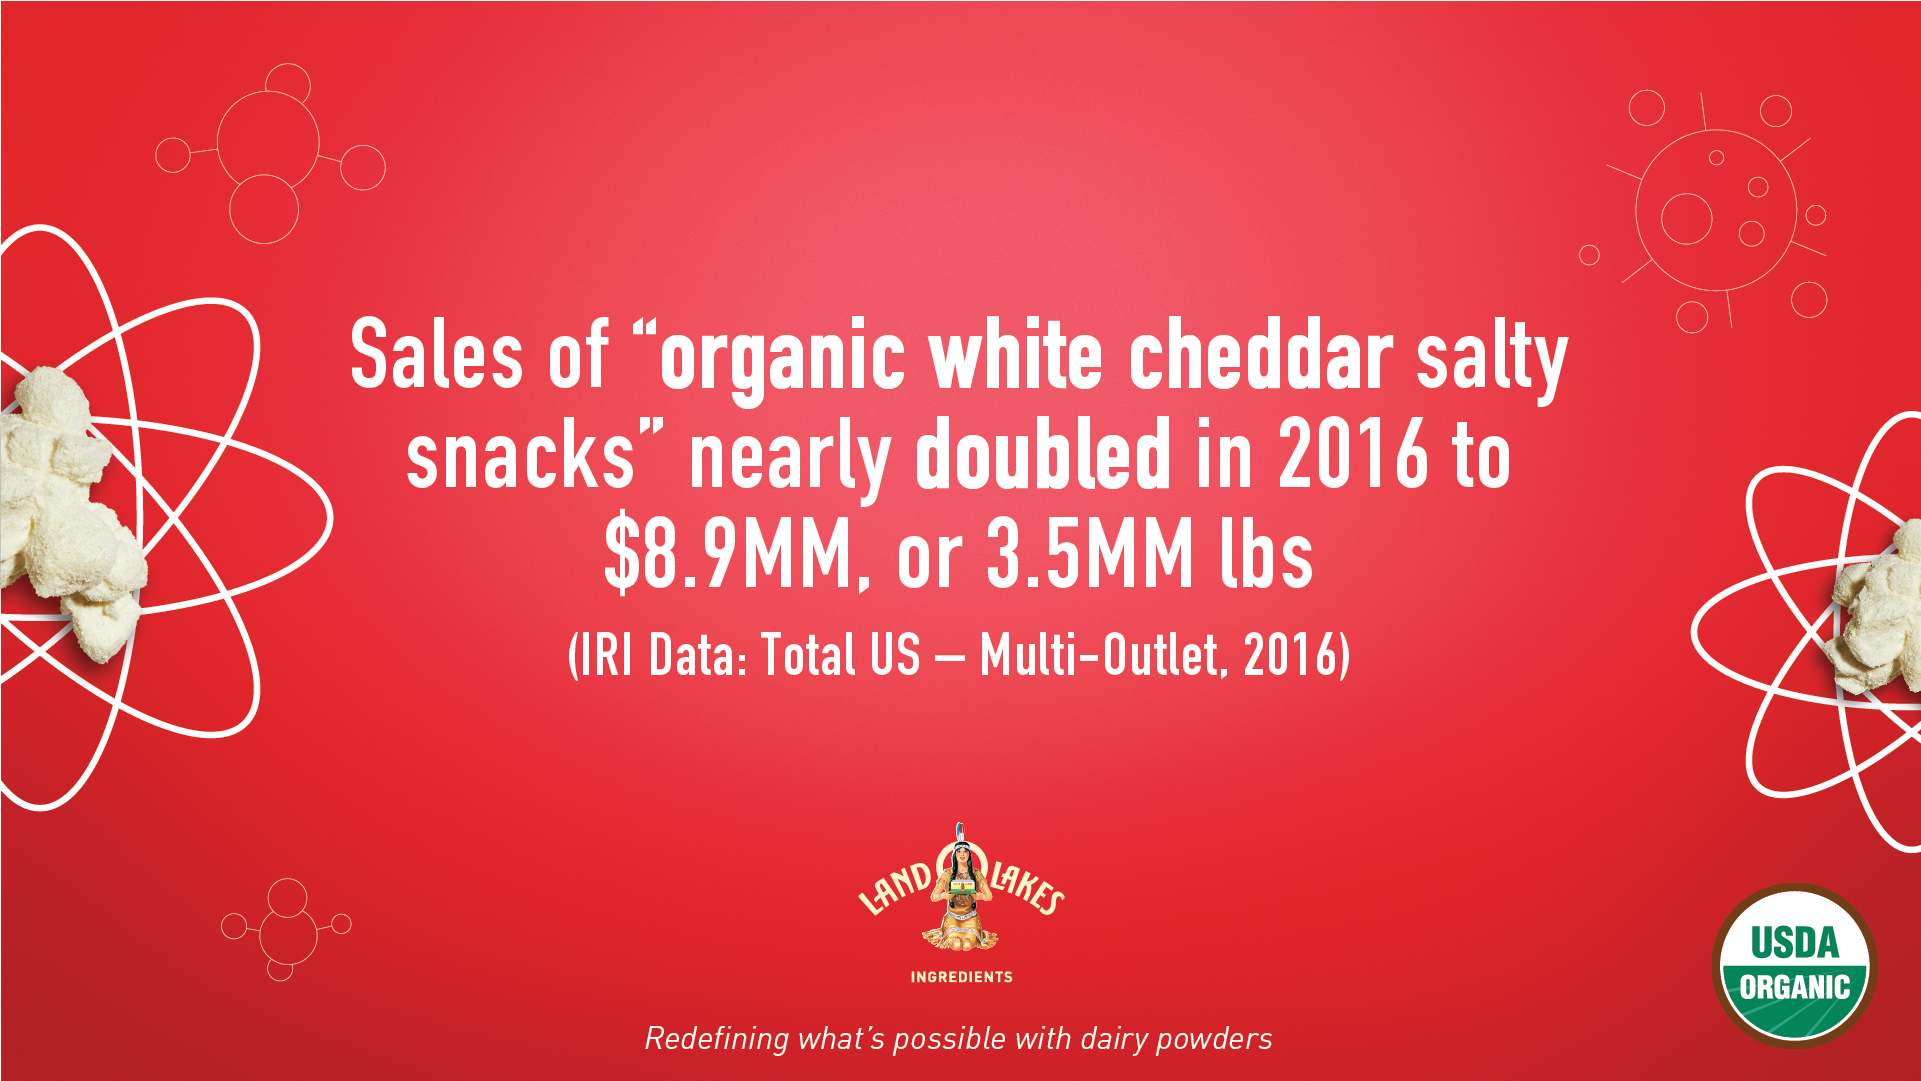 Sales of “organic white cheddar salty
snacks” nearly doubled in 2016 to
$8.9MM, or 3.5MM lbs
(IRI Data: Total US – Multi-Outlet, 2016)
LAND O LAKES
INGREDIENTS
USDA
ORGANIC
Redefining what’s possible with dairy powders